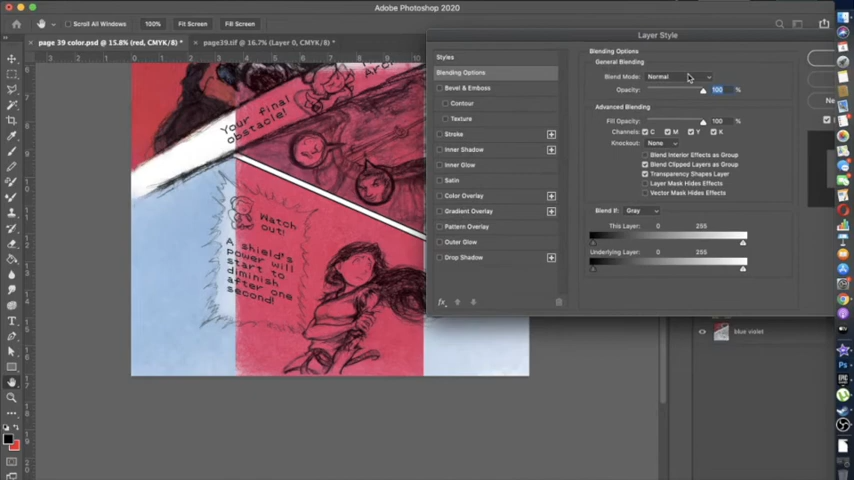 Adobe Photoshop 2020
Scroll All Windows
100%
Fit Screen
Fill Screen
page 39 color.psd @ 15.8% (red, CMYK/8) *
page39.tif @ 16.7% (Layer 0, CMYK/8) *
Your final
obstacle!
Watch
out!
A shield's
power will
start to
diminish
after one
second!
Layer Style
Styles
Blending Options
Bevel & Emboss
Contour
Texture
Stroke
Inner Shadow
Inner Glow
Satin
Color Overlay
Gradient Overlay
Pattern Overlay
Outer Glow
Drop Shadow
fx
Blending Options
General Blending
Blend Mode: Normal
Opacity: 100 %
Advanced Blending
Fill Opacity: 100 %
Channels: C M Y K
Knockout: None
Blend Interior Effects as Group
Blend Clipped Layers as Group
Transparency Shapes Layer
Layer Mask Hides Effects
Vector Mask Hides Effects
Blend If: Gray
This Layer: 0 255
Underlying Layer: 0 255
blue violet